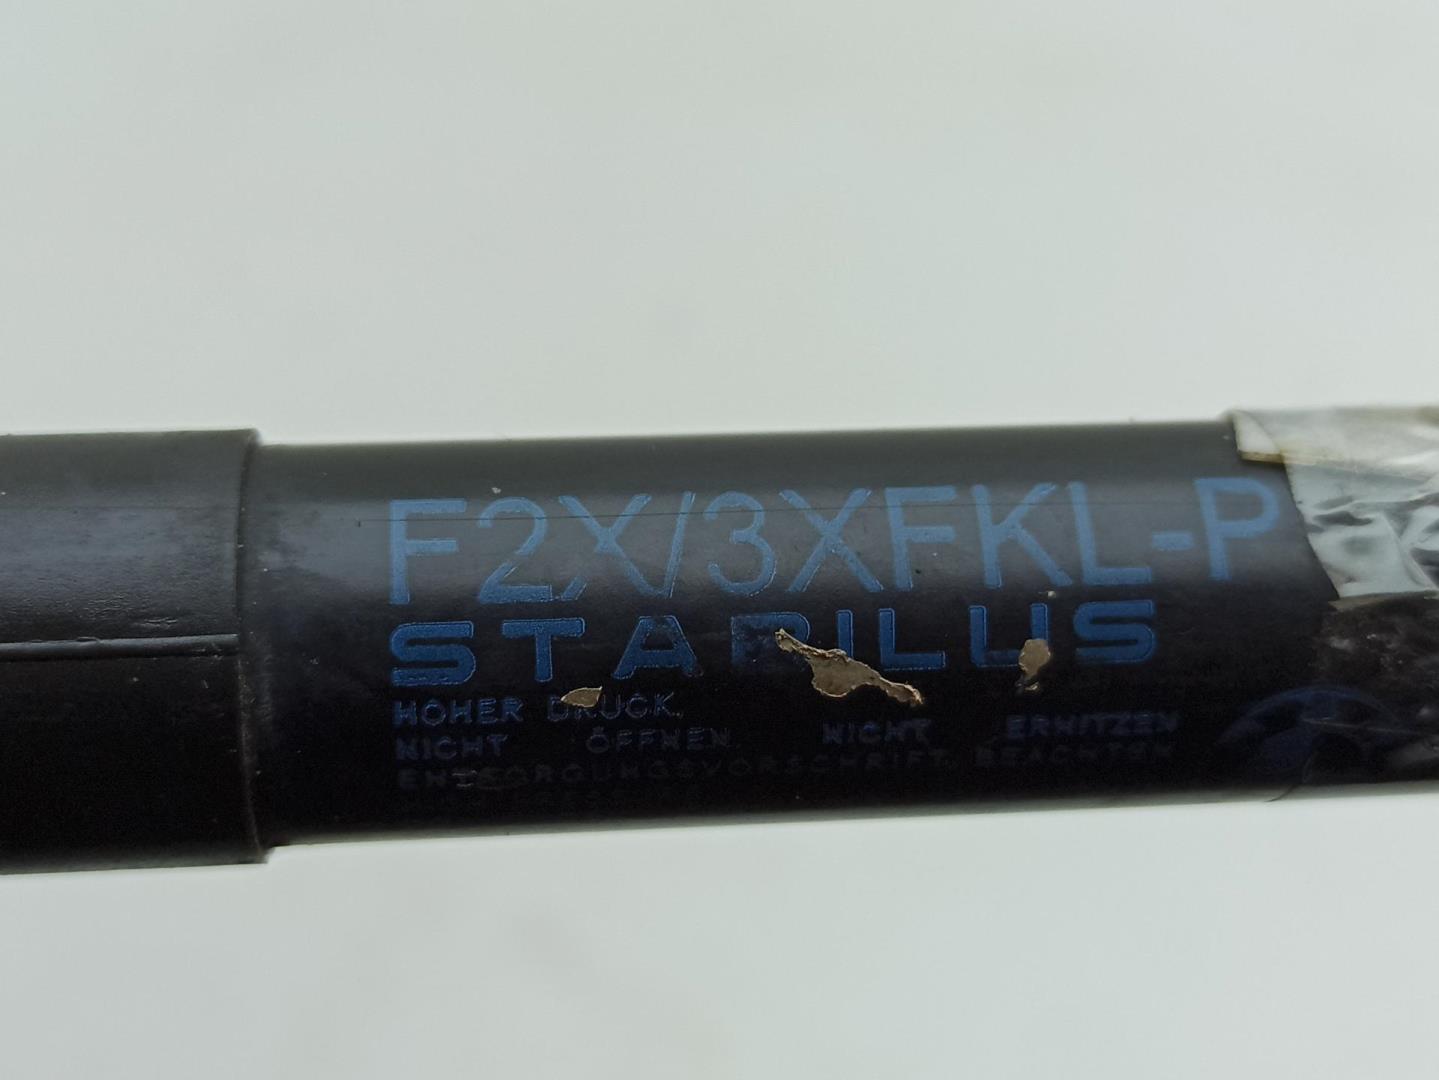 F2X/3XFKL-P
STABILUS
HOHER DRUCK,
NICHT ÖFFNEN NICHT ERHITZEN
ENTSORGUNGSVORSCHRIFT BEACHTEN